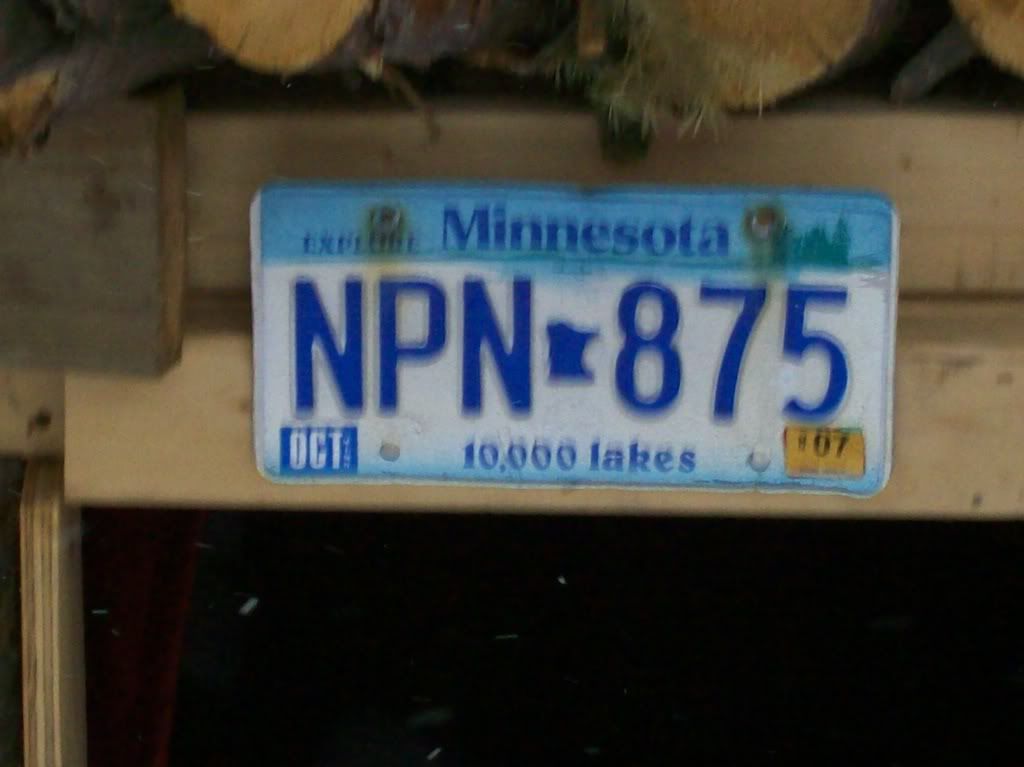 EXPLORE Minnesota
NPN 875
OCT 10,000 lakes 07